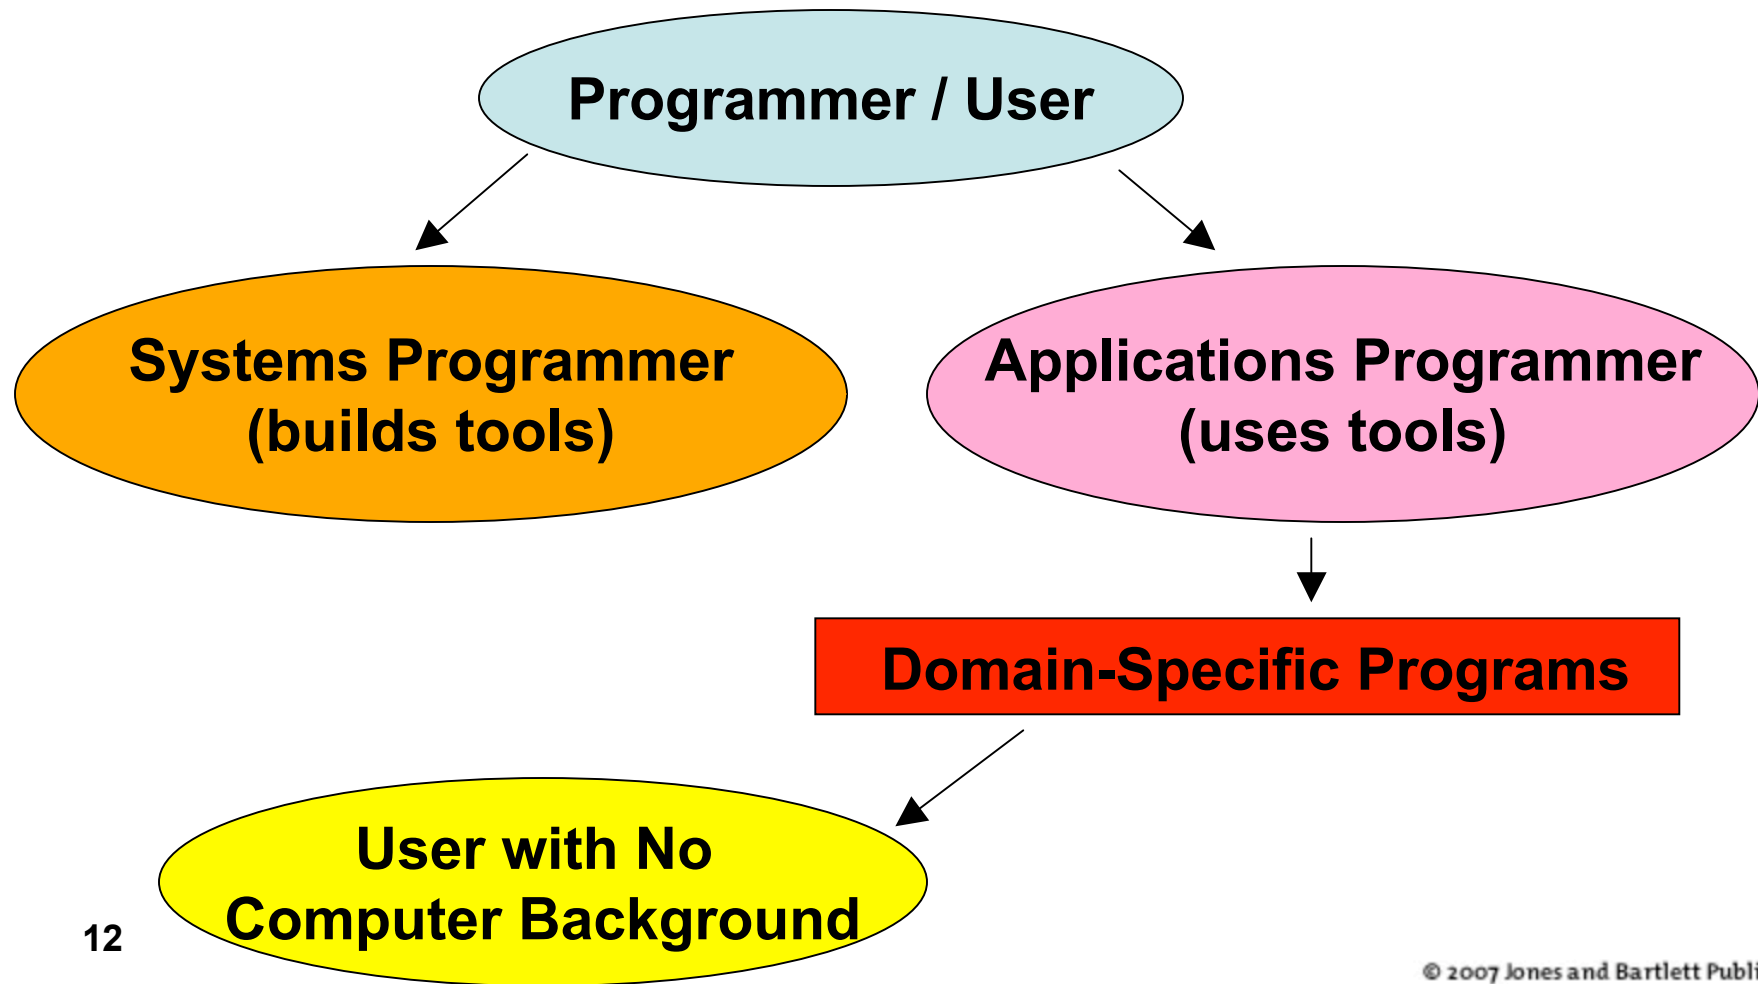 Programmer / User
Systems Programmer
(builds tools)
Applications Programmer
(uses tools)
Domain-Specific Programs
User with No
Computer Background
12
© 2007 Jones and Bartlett Publi